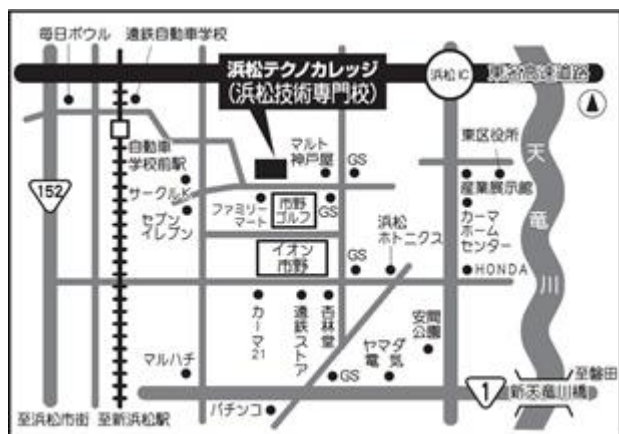 毎日ボウル
遠鉄自動車学校
浜松テクノカレッジ
(浜松技術専門校)
浜松IC
東名高速道路
自動車
学校前駅
マルト
神戸屋
GS
東区役所
天竜川
152
サークルK
セブン
イレブン
ファミリー
マート
市野
ゴルフ
GS
浜松
ホトニクス
産業展示館
カーマ
ホーム
センター
イオン
市野
GS
HONDA
カーマ21
遠鉄ストア
杏林堂
安間
公園
マルハチ
ヤマダ
電気
GS
1
至磐田
新天竜川橋
至浜松市街
至新浜松駅
パチンコ